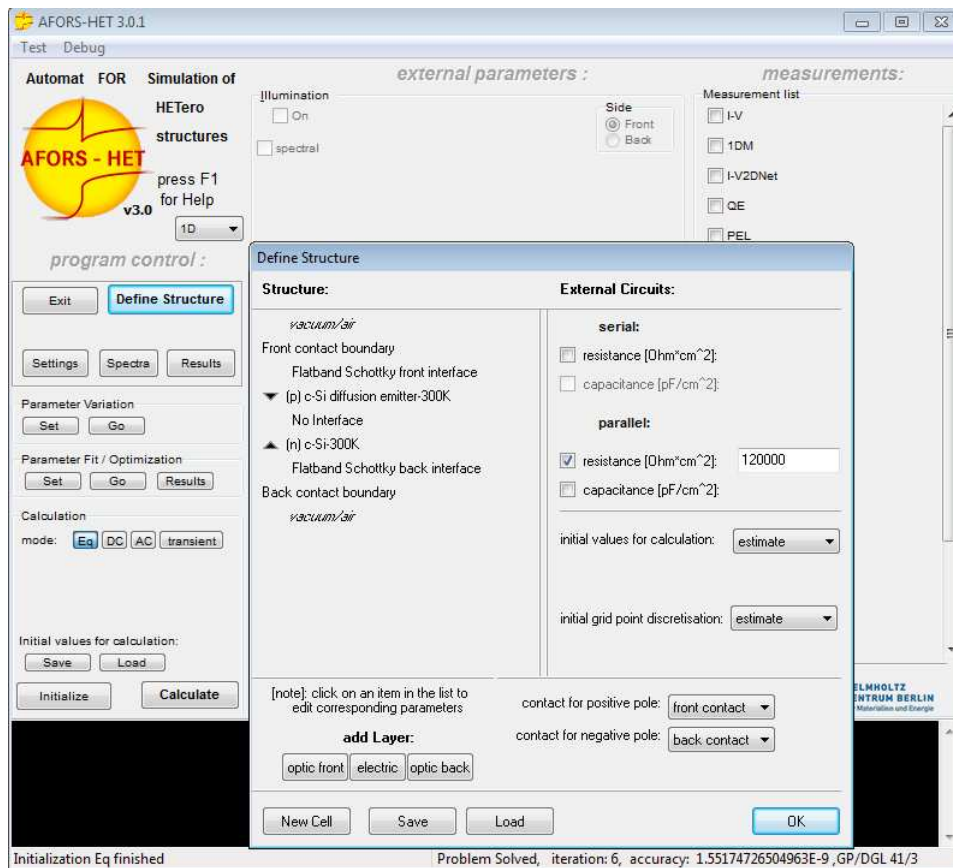 AFORS-HET 3.0.1
Test Debug
Automat FOR Simulation of
HETero
structures
AFORS - HET
press F1
for Help
v3.0
1D
external parameters :
Illumination
On
spectral
Side
Front
Back
measurements:
Measurement list
I-V
1DM
I-V2DNet
QE
PEL
program control :
Exit
Define Structure
Settings
Spectra
Results
Parameter Variation
Set
Go
Parameter Fit / Optimization
Set
Go
Results
Calculation
mode: Eq DC AC transient
Initial values for calculation:
Save
Load
Initialize
Calculate
Define Structure
Structure:
vacuum/air
Front contact boundary
Flatband Schottky front interface
(p) c-Si diffusion emitter-300K
No Interface
(n) c-Si-300K
Flatband Schottky back interface
Back contact boundary
vacuum/air
[note]: click on an item in the list to
edit corresponding parameters
add Layer:
optic front
electric
optic back
External Circuits:
serial:
resistance [Ohm*cm^2]:
capacitance [pF/cm^2]:
parallel:
resistance [Ohm*cm^2]: 120000
capacitance [pF/cm^2]:
initial values for calculation: estimate
initial grid point discretisation: estimate
contact for positive pole: front contact
contact for negative pole: back contact
New Cell
Save
Load
OK
ELMHOLTZ
ENTRUM BERLIN
Materialien und Energie
Initialization Eq finished
Problem Solved, iteration: 6, accuracy: 1.55174726504963E-9 ,GP/DGL 41/3